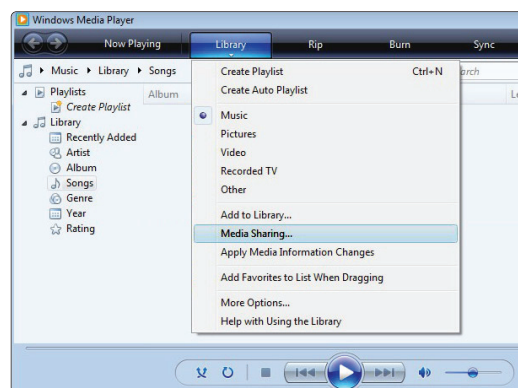 Windows Media Player
Now Playing Library Rip Burn Sync
Music Library Songs
Playlists
Create Playlist
Library
Recently Added
Artist
Album
Songs
Genre
Year
Rating
Album
Create Playlist Ctrl+N
Create Auto Playlist
Music
Pictures
Video
Recorded TV
Other
Add to Library...
Media Sharing...
Apply Media Information Changes
Add Favorites to List When Dragging
More Options...
Help with Using the Library